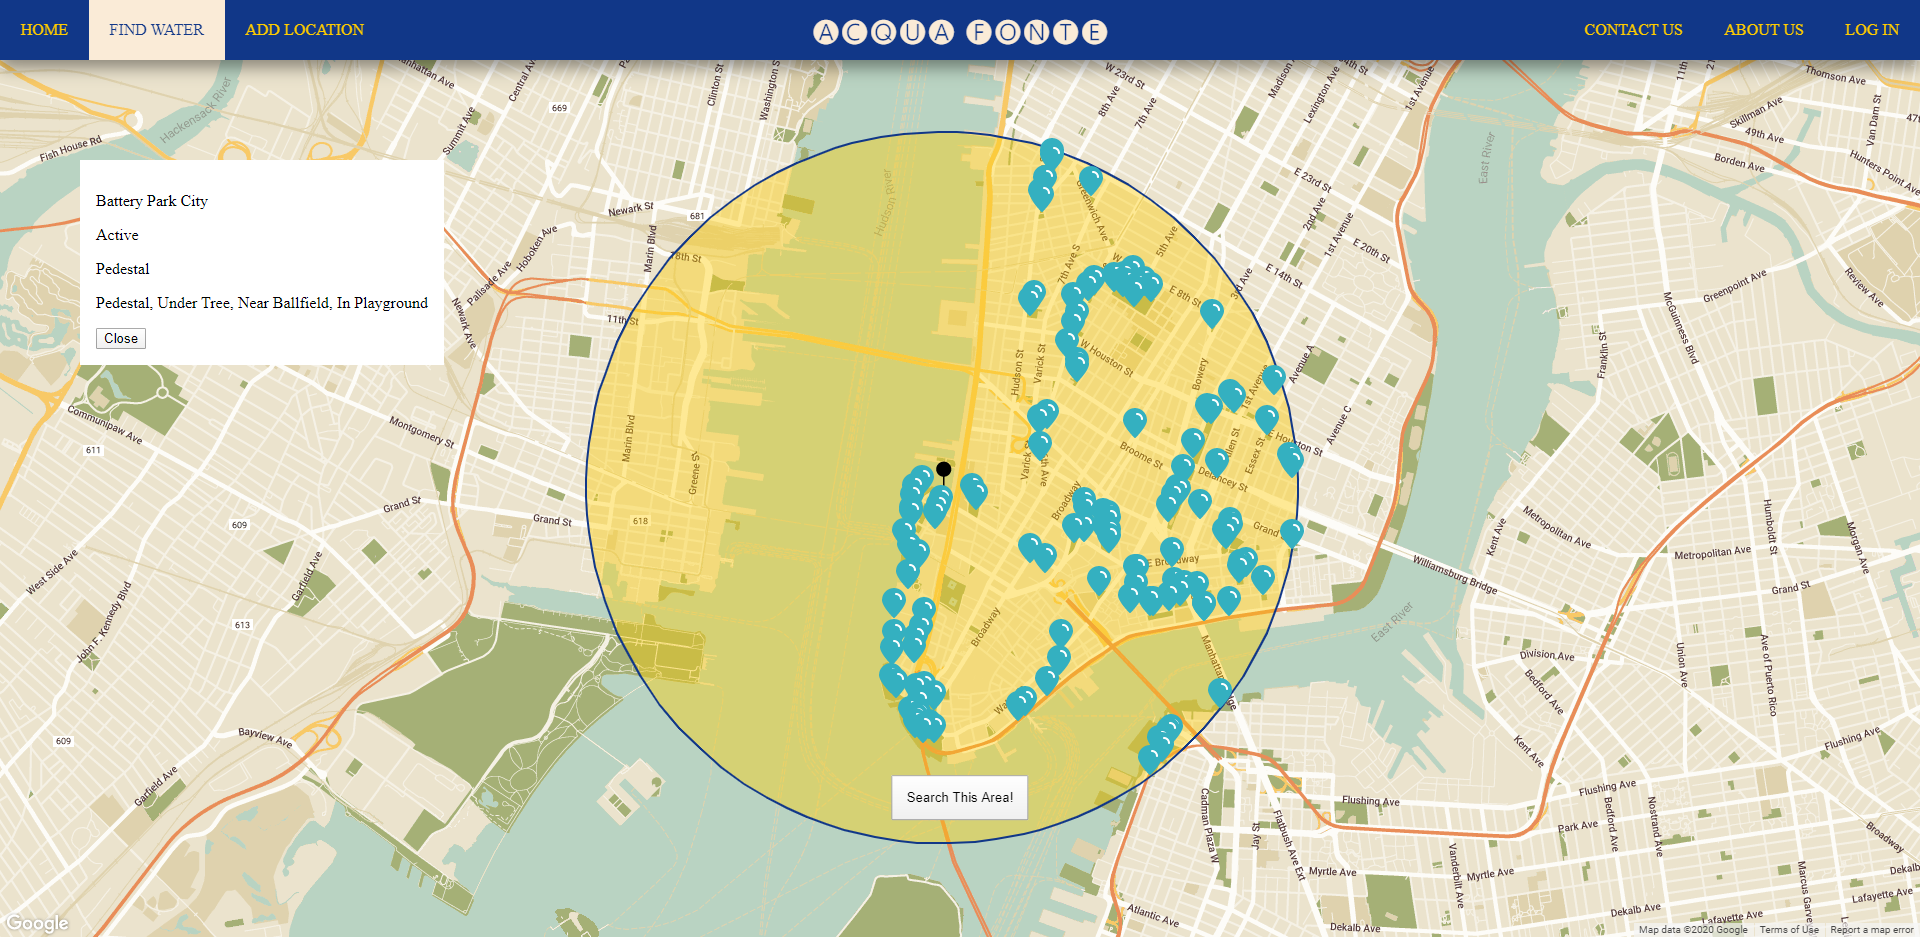 HOME
FIND WATER
ADD LOCATION
ACQUA FONTE
CONTACT US
ABOUT US
LOG IN
Battery Park City
Active
Pedestal
Pedestal, Under Tree, Near Ballfield, In Playground
Close
Search This Area!
Manhattan Ave
Central Ave
Clinton St
Washington St
669
W 23rd St
8th Ave
7th Ave
Lexington Ave
1st Avenue
Thomson Ave
Hackensack River
Summit Ave
Fish House Rd
Skillman Ave
49th Ave
Van Dam St
Borden Ave
Hunters Point Ave
East River
E 23rd St
2nd Ave
1st Avenue
E 20th St
Hudson River
Newark St
681
Marin Blvd
Hoboken Ave
Palisade Ave
Newark Ave
18th St
11th St
Greenwich Ave
7th Ave S
5th Ave
3rd Ave
E 14th St
E 8th St
Review Ave
Greenpoint Ave
McGuinness Blvd
Franklin St
W Houston St
Hudson St
Varick St
Bowery
1st Avenue
Avenue A
Avenue C
E Houston St
Communipaw Ave
611
Montgomery St
Marin Blvd
Greene St
Grand St
Grand St
609
618
Broome St
Delancey St
Essex St
Broadway
Grand
E Broadway
Kent Ave
Metropolitan Ave
Metropolitan Ave
Humboldt St
Morgan Ave
Grand St
Williamsburg Bridge
West Side Ave
Garfield Ave
John F. Kennedy Blvd
613
Broadway
East River
Division Ave
Bedford Ave
Union Ave
Ave of Puerto Rico
609
Bayview Ave
Garfield Ave
Kent Ave
Flushing Ave
Flushing Ave
Flushing Ave
Cadman Plaza W
Jay St
Flatbush Ave Ext
Park Ave
Bedford Ave
Nostrand Ave
Broadway
Myrtle Ave
Myrtle Ave
Vanderbilt Ave
Marcus Garvey
Dekalb
Lafayette Ave
Dekalb Ave
Dekalb Ave
Lafayette Ave
Atlantic Ave
Google
Map data ©2020 Google
Terms of Use
Report a map error